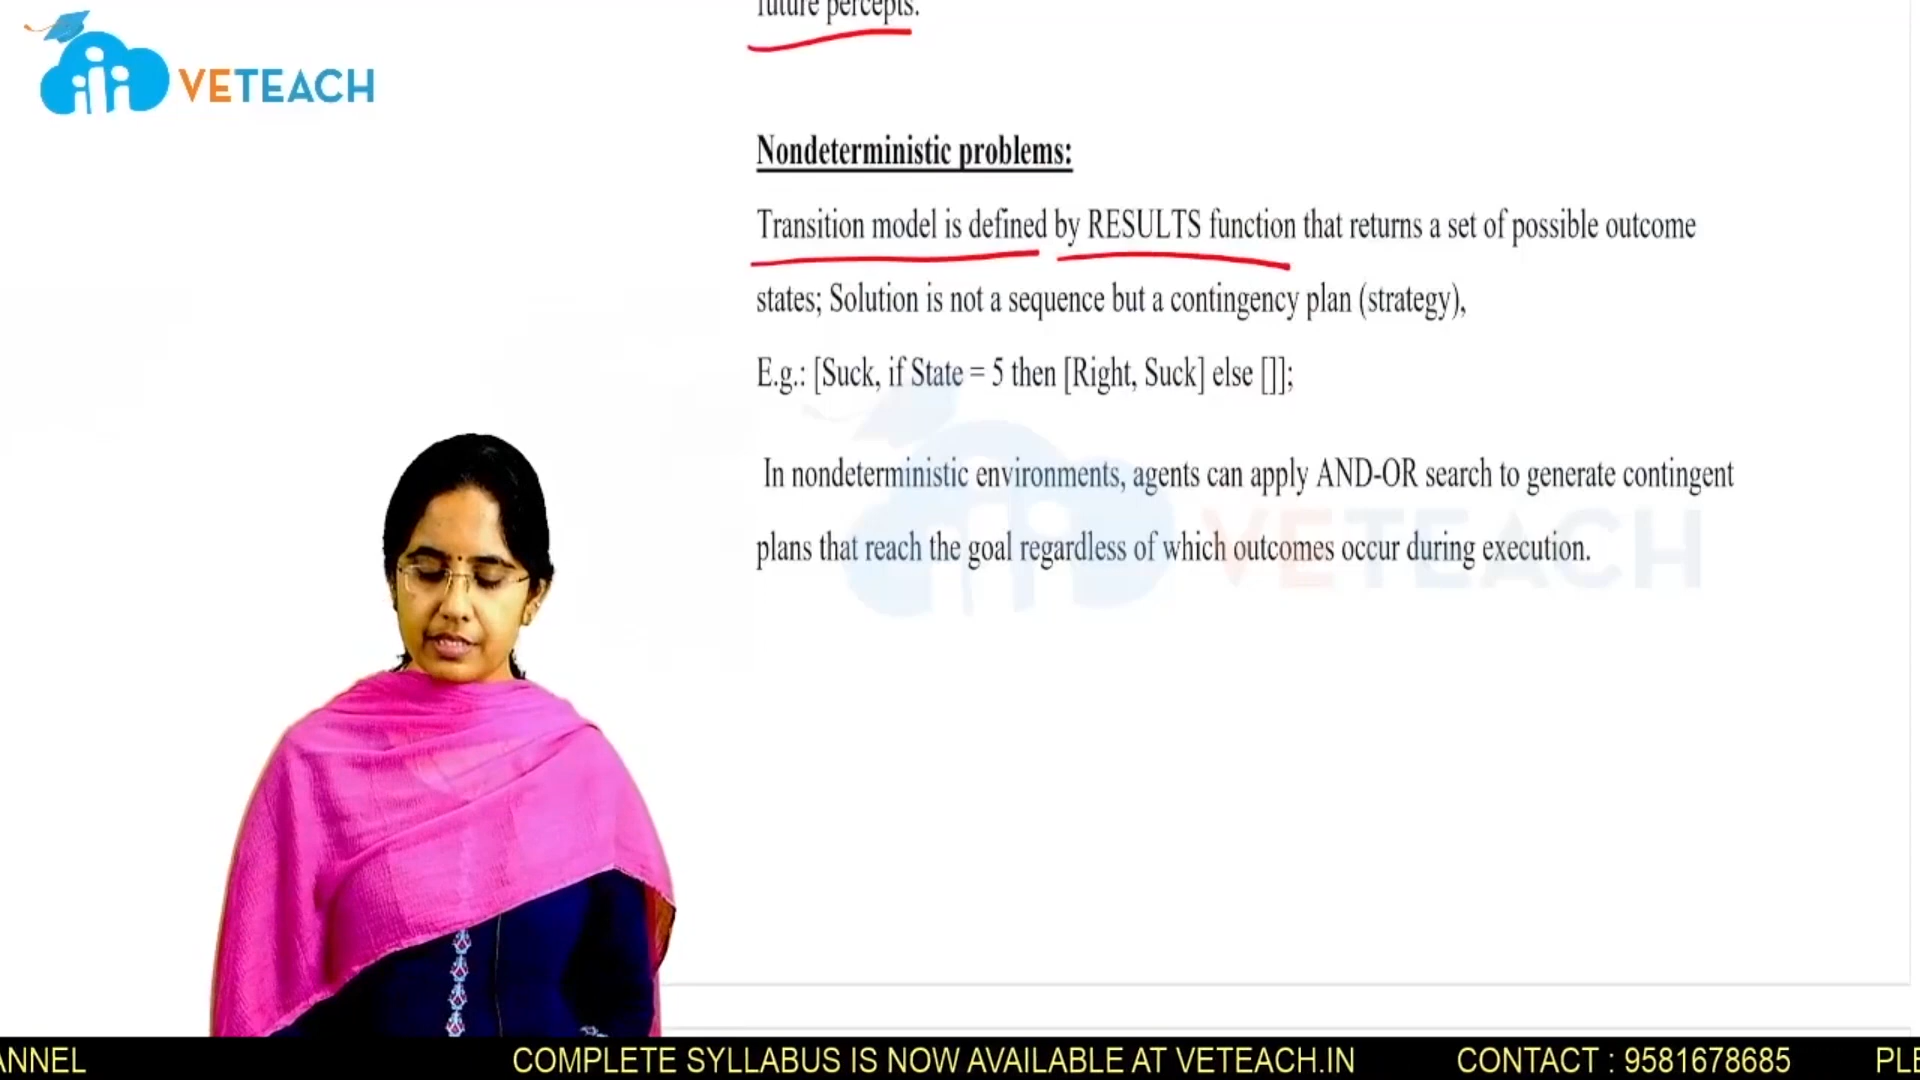 future percepts.
VETEACH
Nondeterministic problems:
Transition model is defined by RESULTS function that returns a set of possible outcome
states; Solution is not a sequence but a contingency plan (strategy),
E.g.: [Suck, if State = 5 then [Right, Suck] else []];
In nondeterministic environments, agents can apply AND-OR search to generate contingent
plans that reach the goal regardless of which outcomes occur during execution.
VETEACH
ANNEL COMPLETE SYLLABUS IS NOW AVAILABLE AT VETEACH.IN CONTACT : 9581678685 PLE